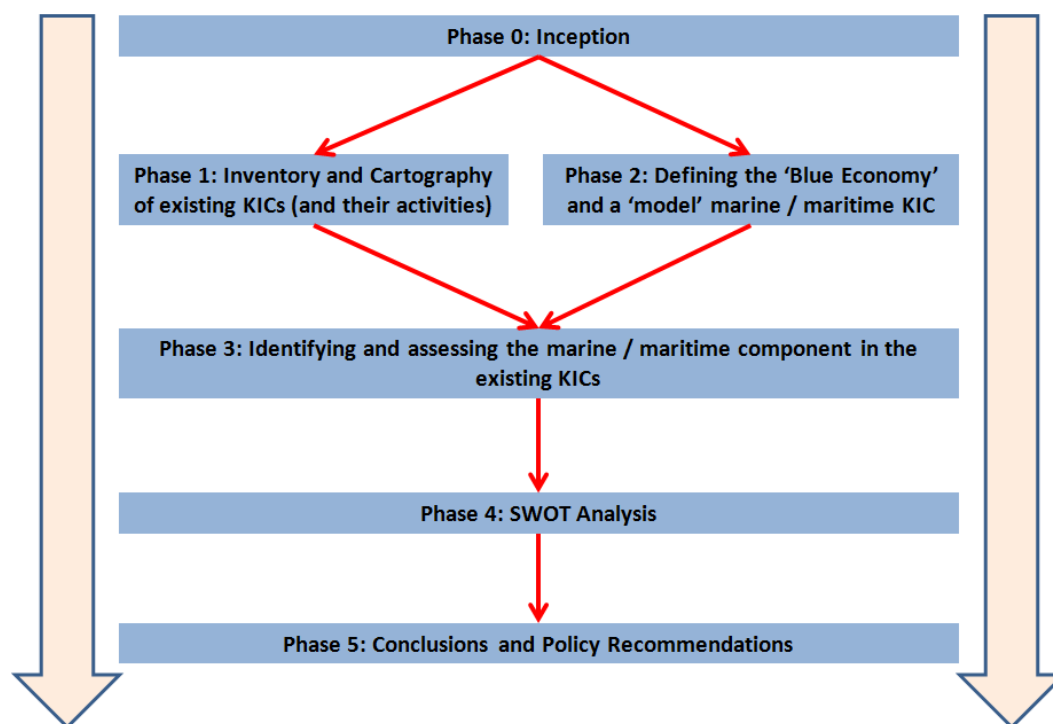 Phase 0: Inception
Phase 1: Inventory and Cartography
of existing KICs (and their activities)
Phase 2: Defining the ‘Blue Economy’
and a ‘model’ marine / maritime KIC
Phase 3: Identifying and assessing the marine / maritime component in the
existing KICs
Phase 4: SWOT Analysis
Phase 5: Conclusions and Policy Recommendations